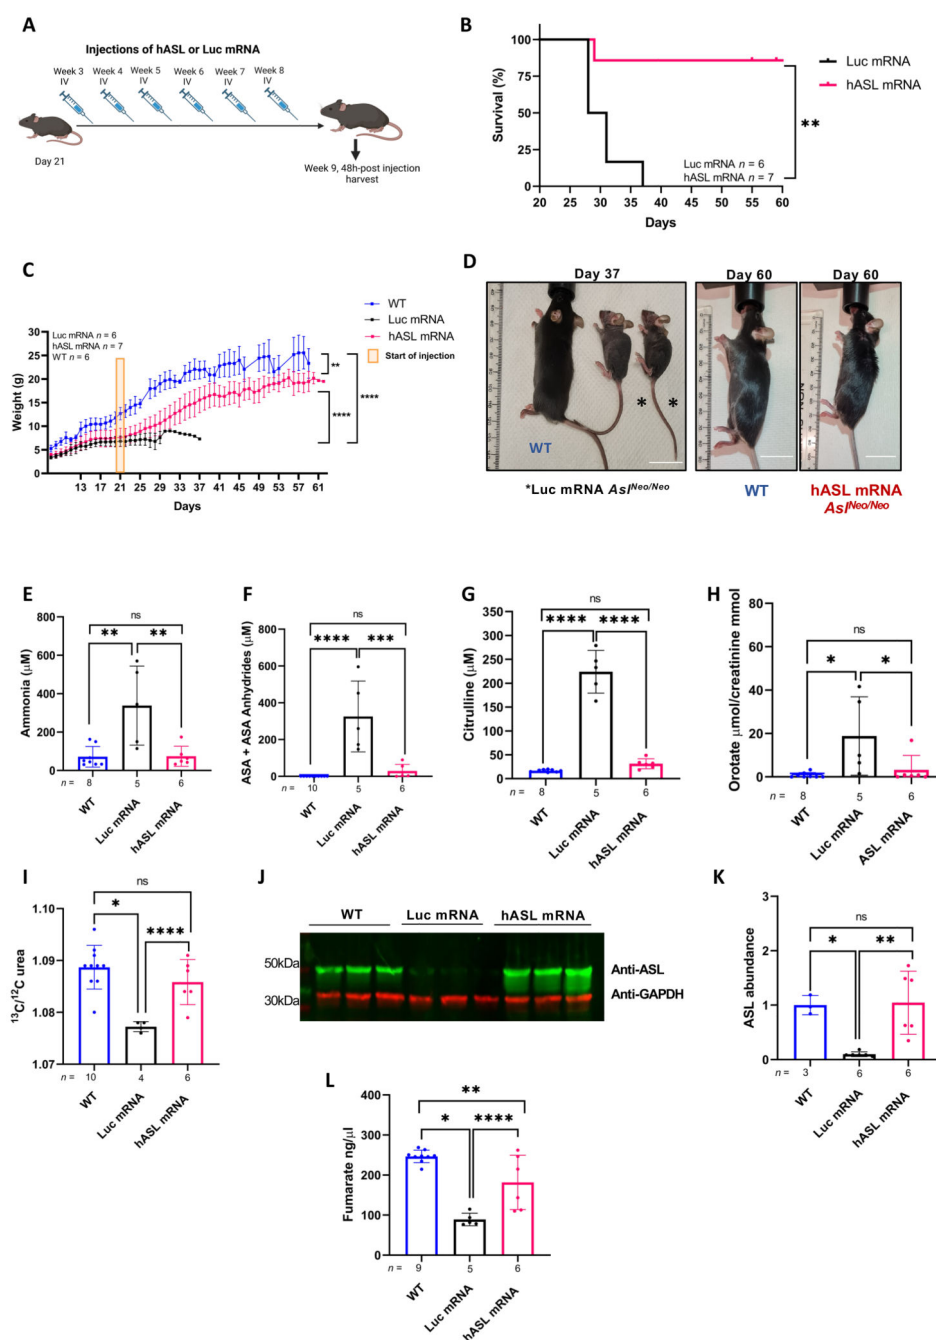 A
Injections of hASL or Luc mRNA
Week 3 Week 4 Week 5 Week 6 Week 7 Week 8
IV IV IV IV IV IV
Day 21
Week 9, 48h-post injection
harvest
B
Survival (%)
100
75
50
25
0
20 25 30 35 40 45 50 55 60
Days
Luc mRNA n = 6
hASL mRNA n = 7
Luc mRNA
hASL mRNA
**
C
Luc mRNA n = 6
hASL mRNA n = 7
WT n = 6
Weight (g)
30
25
20
15
10
5
0
13 17 21 25 29 33 37 41 45 49 53 57 61
Days
WT
Luc mRNA
hASL mRNA
Start of injection
**
****
****
D
Day 37
Day 60
Day 60
WT
* *
*Luc mRNA Asl^Neo/Neo
WT
hASL mRNA
Asl^Neo/Neo
E
Ammonia (μM)
800
600
400
200
0
ns
** **
n = 8 5 6
WT
Luc mRNA
hASL mRNA
F
ASA + ASA Anhydrides (μM)
800
600
400
200
0
ns
**** ***
n = 10 5 6
WT
Luc mRNA
hASL mRNA
G
Citrulline (μM)
350
300
250
200
150
100
50
0
ns
**** ****
n = 8 5 6
WT
Luc mRNA
hASL mRNA
H
Orotate μmol/creatinine mmol
80
60
40
20
0
ns
* *
n = 8 5 6
WT
Luc mRNA
ASL mRNA
I
13C/12C urea
1.10
1.09
1.08
1.07
ns
*
****
n = 10 4 6
WT
Luc mRNA
hASL mRNA
J
WT Luc mRNA hASL mRNA
50kDa
30kDa
Anti-ASL
Anti-GAPDH
K
ASL abundance
3
2
1
0
ns
* **
n = 3 6 6
WT
Luc mRNA
hASL mRNA
L
Fumarate ng/μl
400
300
200
100
0
**
* ****
n = 9 5 6
WT
Luc mRNA
hASL mRNA